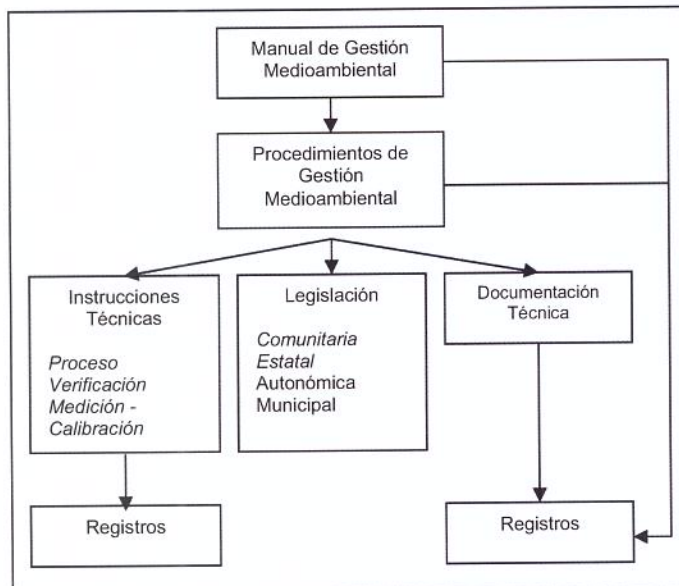 Manual de Gestión
Medioambiental
Procedimientos de
Gestión
Medioambiental
Instrucciones
Técnicas
Proceso
Verificación
Medición -
Calibración
Legislación
Comunitaria
Estatal
Autonómica
Municipal
Documentación
Técnica
Registros
Registros